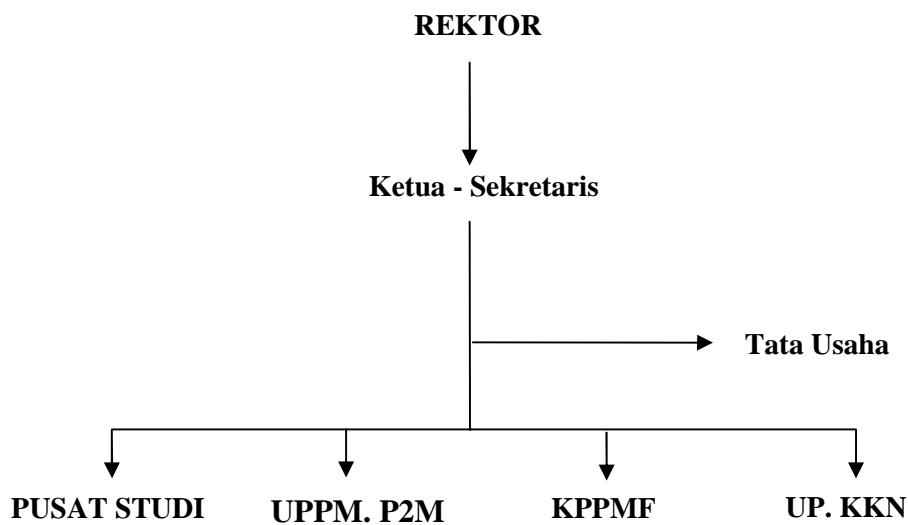 REKTOR
Ketua - Sekretaris
Tata Usaha
PUSAT STUDI
UPPM. P2M
KPPMF
UP. KKN